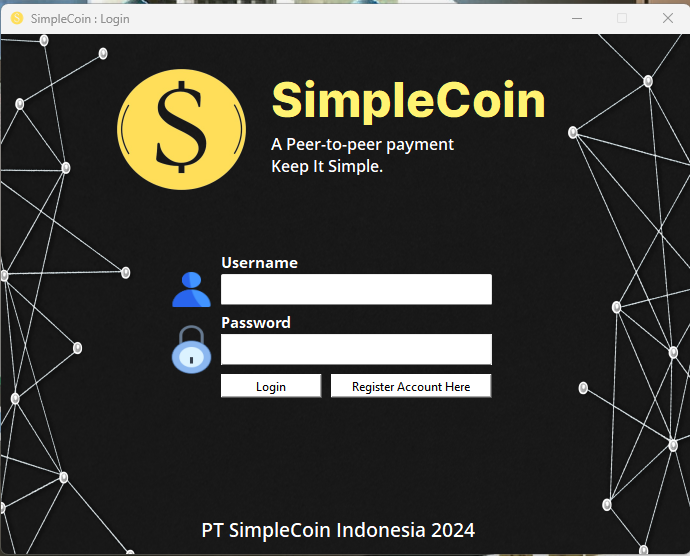 SimpleCoin : Login
$
SimpleCoin
A Peer-to-peer payment
Keep It Simple.
Username
Password
Login
Register Account Here
PT SimpleCoin Indonesia 2024